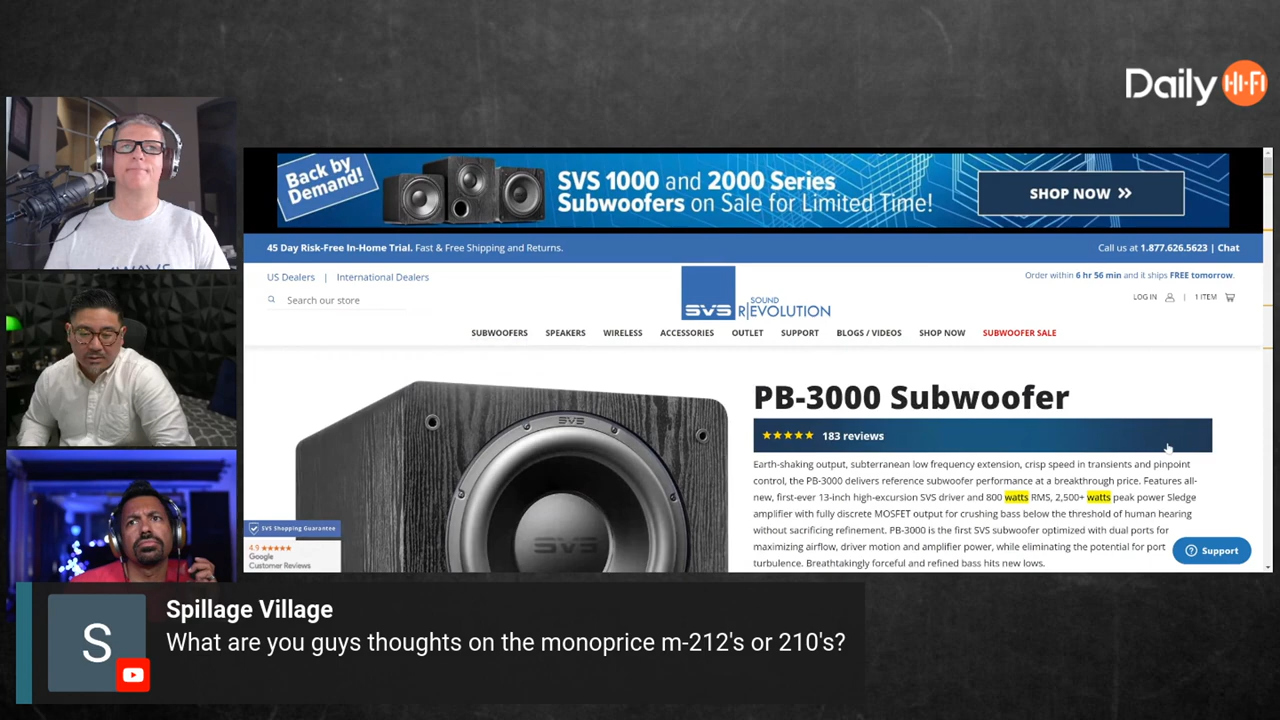 Daily HI-FI
Back by
Demand!
SVS 1000 and 2000 Series
Subwoofers on Sale for Limited Time!
SHOP NOW >>
45 Day Risk-Free In-Home Trial. Fast & Free Shipping and Returns.
Call us at 1.877.626.5623 | Chat
US Dealers | International Dealers
Order within 6 hr 56 min and it ships FREE tomorrow.
Search our store
SVS SOUND R|EVOLUTION
LOG IN | 1 ITEM
SUBWOOFERS SPEAKERS WIRELESS ACCESSORIES OUTLET SUPPORT BLOGS / VIDEOS SHOP NOW SUBWOOFER SALE
PB-3000 Subwoofer
183 reviews
Earth-shaking output, subterranean low frequency extension, crisp speed in transients and pinpoint
control, the PB-3000 delivers reference subwoofer performance at a breakthrough price. Features all-
new, first-ever 13-inch high-excursion SVS driver and 800 watts RMS, 2,500+ watts peak power Sledge
amplifier with fully discrete MOSFET output for crushing bass below the threshold of human hearing
without sacrificing refinement. PB-3000 is the first SVS subwoofer optimized with dual ports for
maximizing airflow, driver motion and amplifier power, while eliminating the potential for port
turbulence. Breathtakingly forceful and refined bass hits new lows.
SVS
SVS
SVS Shopping Guarantee
4.9
Google
Customer Reviews
Support
S
Spillage Village
What are you guys thoughts on the monoprice m-212's or 210's?